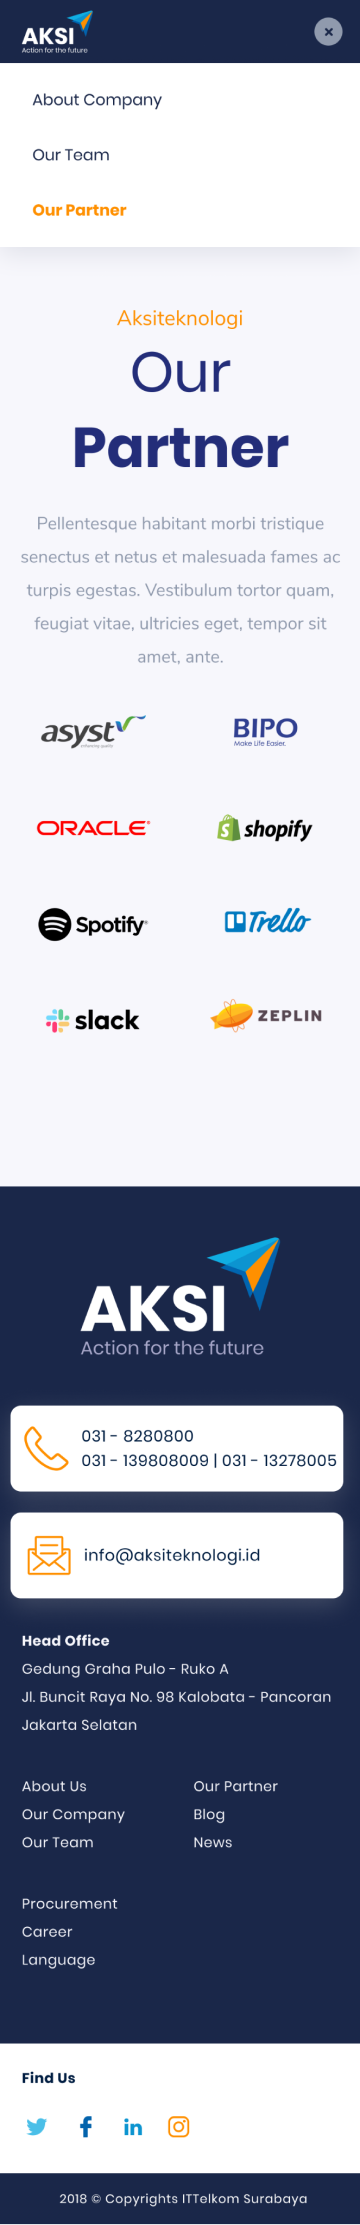 AKSI
Action for the future
About Company
Our Team
Our Partner
Aksiteknologi
Our
Partner
Pellentesque habitant morbi tristique
senectus et netus et malesuada fames ac
turpis egestas. Vestibulum tortor quam,
feugiat vitae, ultricies eget, tempor sit
amet, ante.
asyst
enhancing quality
BIPO
Make Life Easier.
ORACLE
shopify
Spotify
Trello
slack
ZEPLIN
AKSI
Action for the future
031 - 8280800
031 - 139808009 | 031 - 13278005
info@aksiteknologi.id
Head Office
Gedung Graha Pulo - Ruko A
Jl. Buncit Raya No. 98 Kalobata - Pancoran
Jakarta Selatan
About Us
Our Company
Our Team
Our Partner
Blog
News
Procurement
Career
Language
Find Us
2018 © Copyrights ITTelkom Surabaya